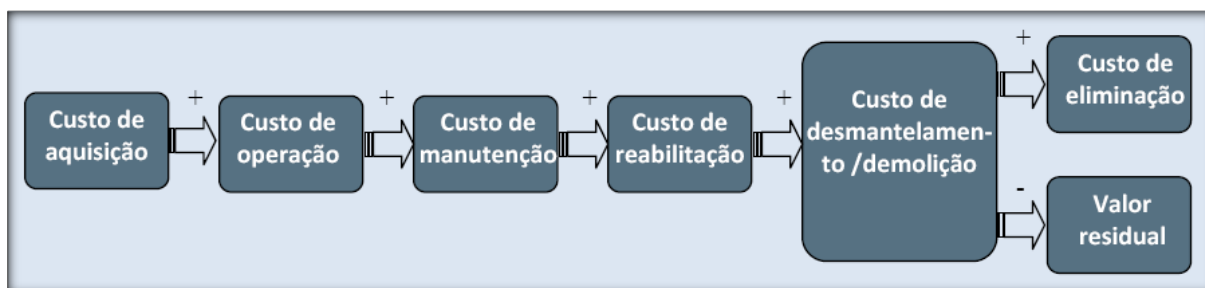 Custo de
aquisição
+
Custo de
operação
+
Custo de
manutenção
+
Custo de
reabilitação
+
Custo de
desmantelamen-
to /demolição
+
Custo de
eliminação
-
Valor
residual